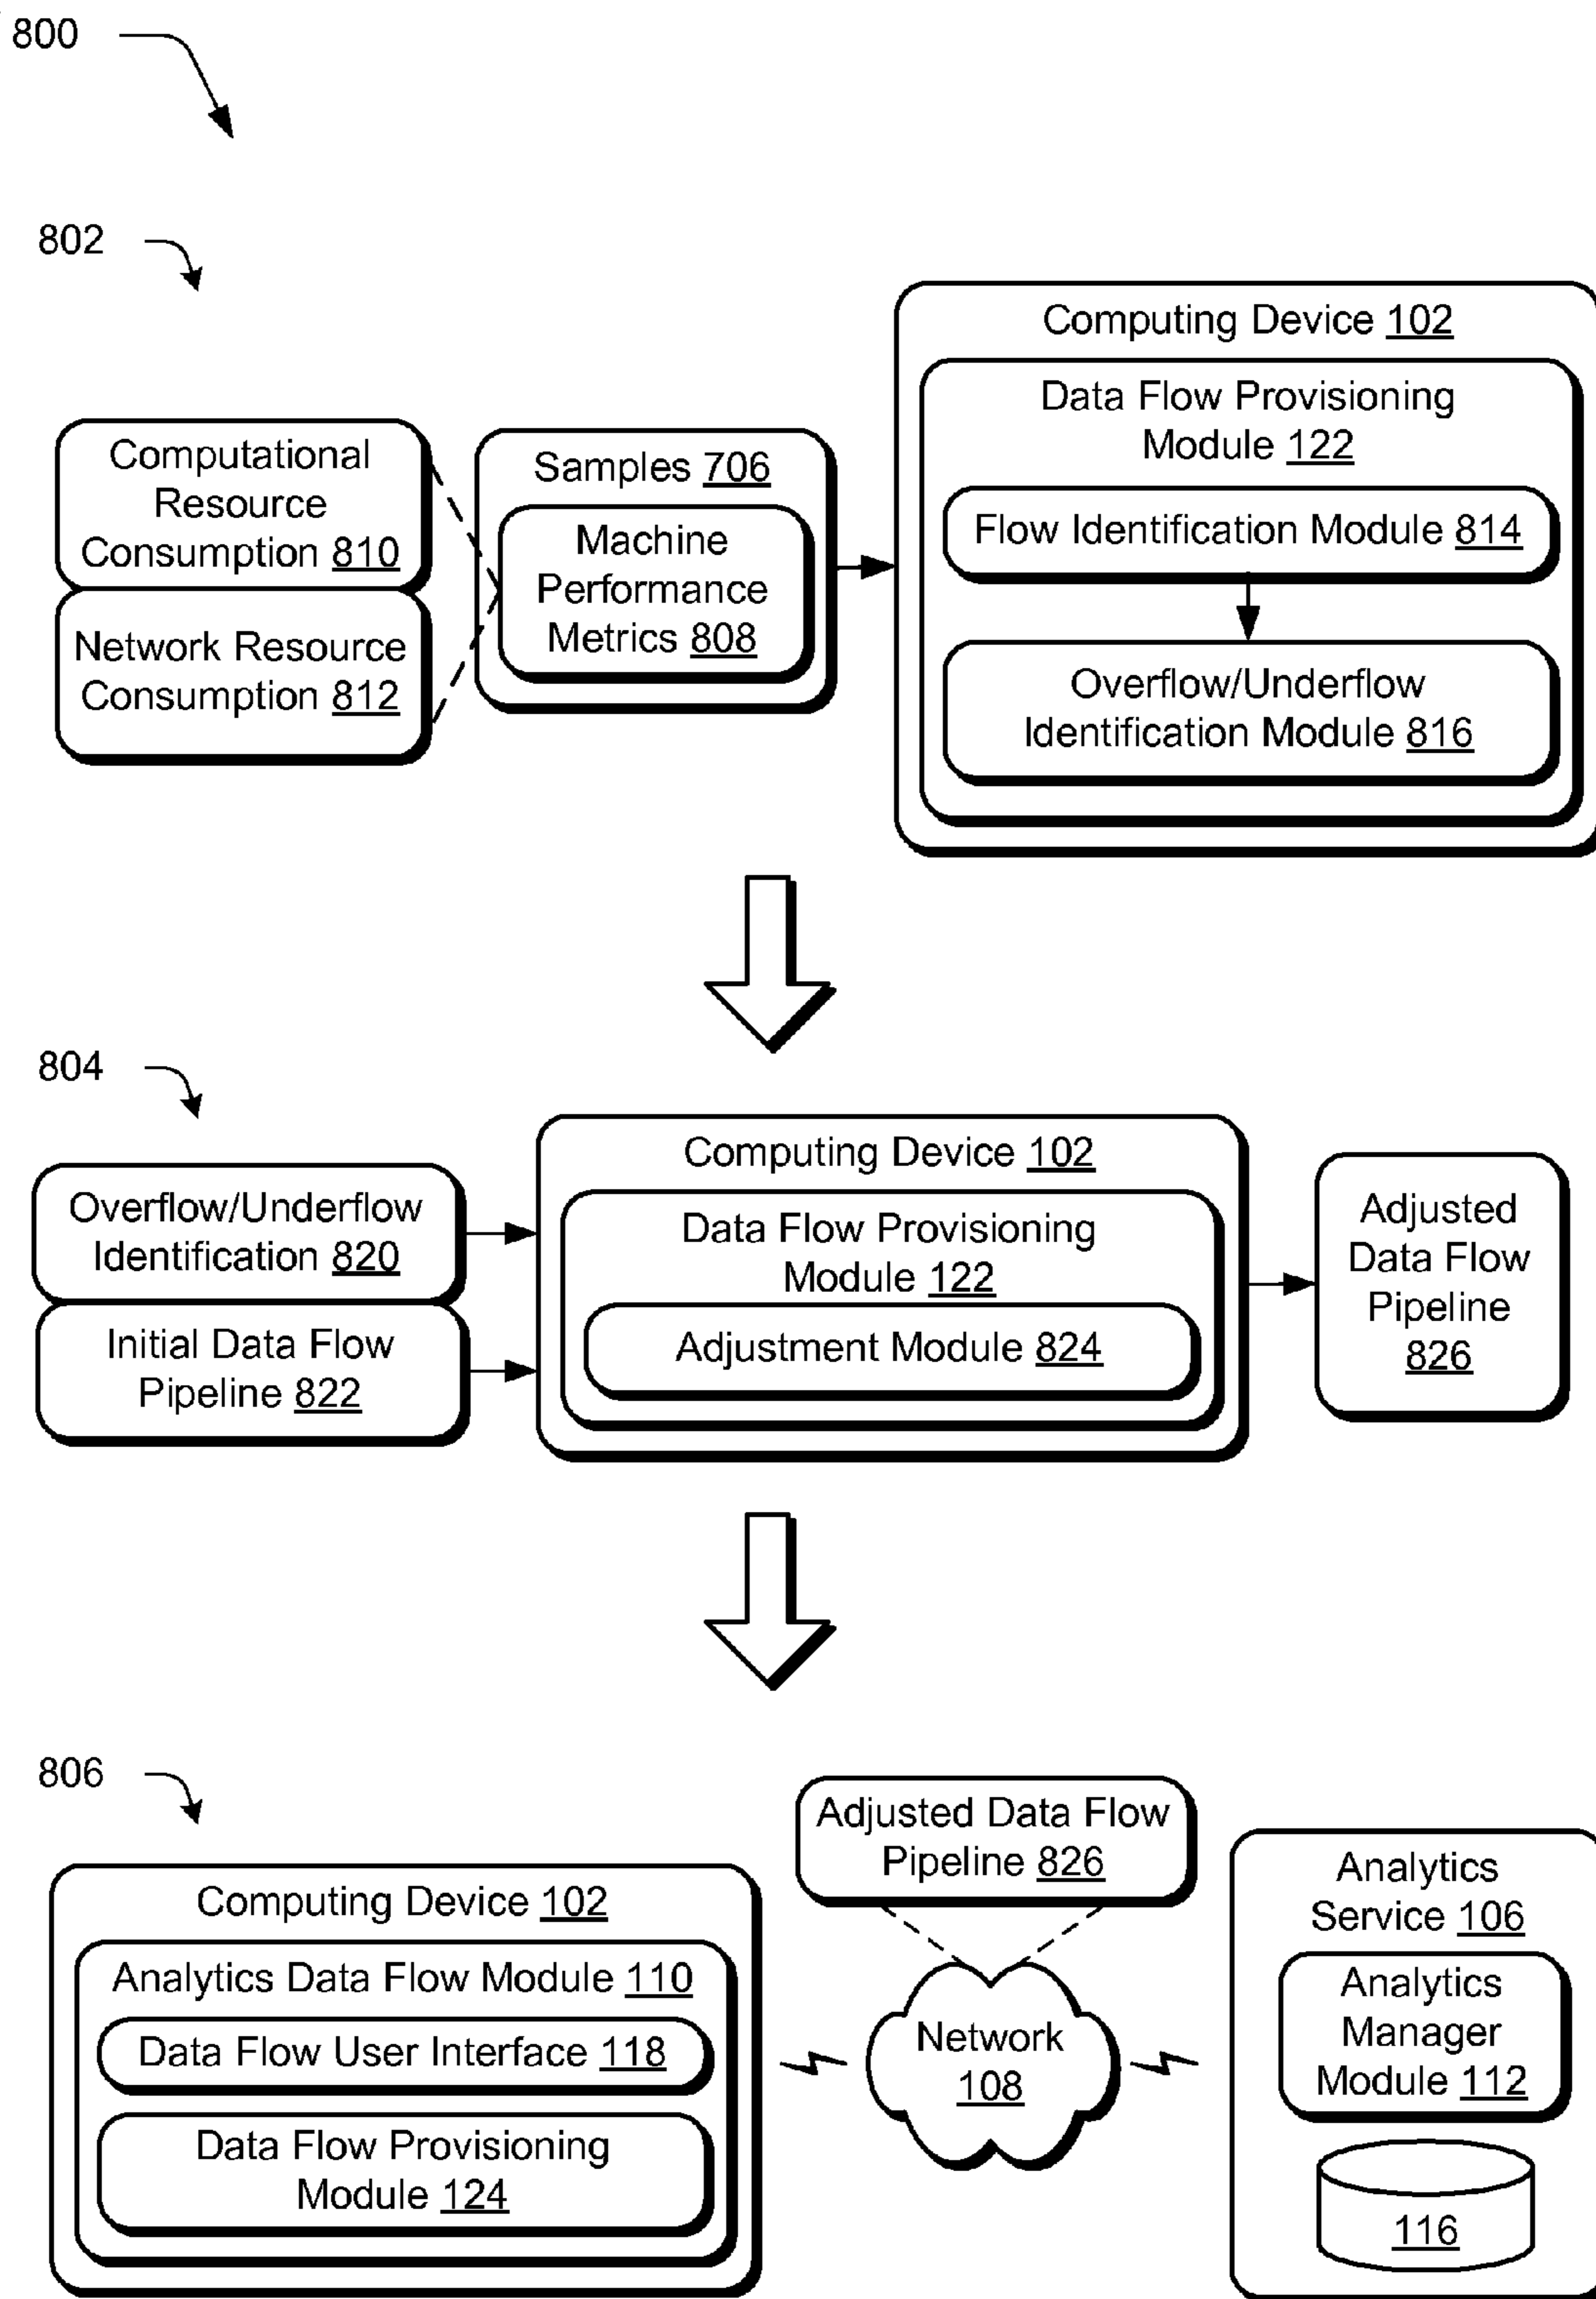 800
802
Computational
Resource
Consumption 810
Network Resource
Consumption 812
Samples 706
Machine
Performance
Metrics 808
Computing Device 102
Data Flow Provisioning
Module 122
Flow Identification Module 814
Overflow/Underflow
Identification Module 816
804
Overflow/Underflow
Identification 820
Initial Data Flow
Pipeline 822
Computing Device 102
Data Flow Provisioning
Module 122
Adjustment Module 824
Adjusted
Data Flow
Pipeline
826
806
Computing Device 102
Analytics Data Flow Module 110
Data Flow User Interface 118
Data Flow Provisioning
Module 124
Adjusted Data Flow
Pipeline 826
Network
108
Analytics
Service 106
Analytics
Manager
Module 112
116